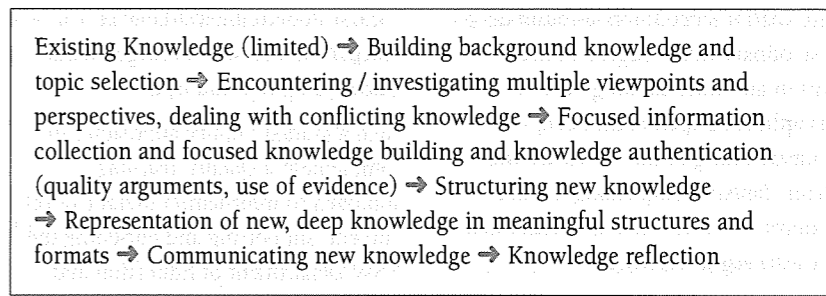 Existing Knowledge (limited) ➔ Building background knowledge and
topic selection ➔ Encountering / investigating multiple viewpoints and
perspectives, dealing with conflicting knowledge ➔ Focused information
collection and focused knowledge building and knowledge authentication
(quality arguments, use of evidence) ➔ Structuring new knowledge
➔ Representation of new, deep knowledge in meaningful structures and
formats ➔ Communicating new knowledge ➔ Knowledge reflection